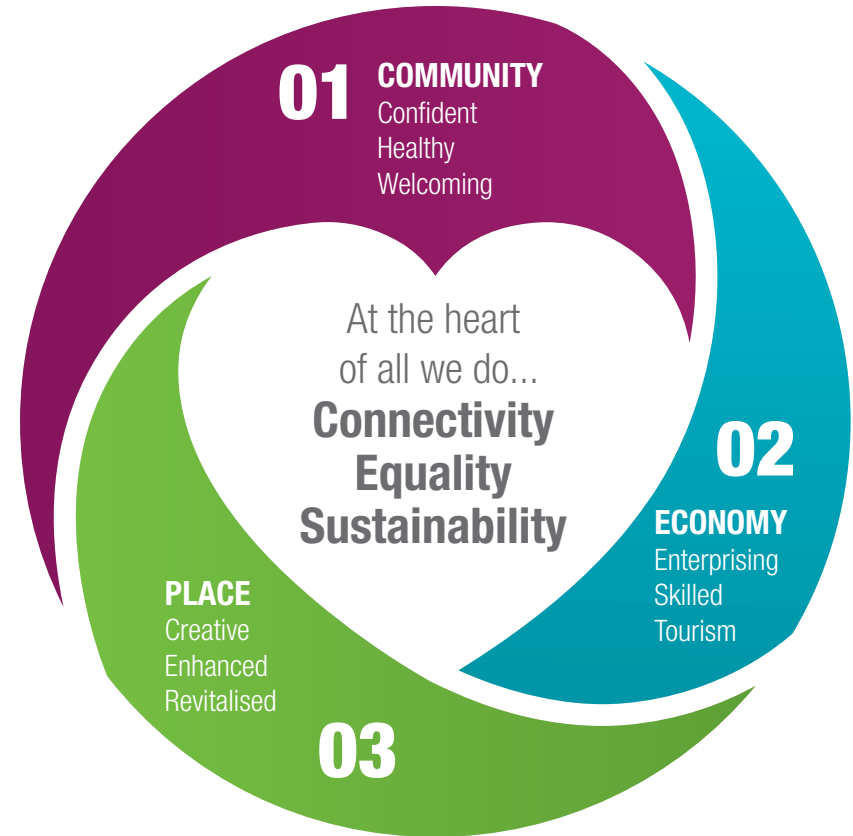 01
COMMUNITY
Confident
Healthy
Welcoming
At the heart
of all we do...
Connectivity
Equality
Sustainability
02
ECONOMY
Enterprising
Skilled
Tourism
PLACE
Creative
Enhanced
Revitalised
03